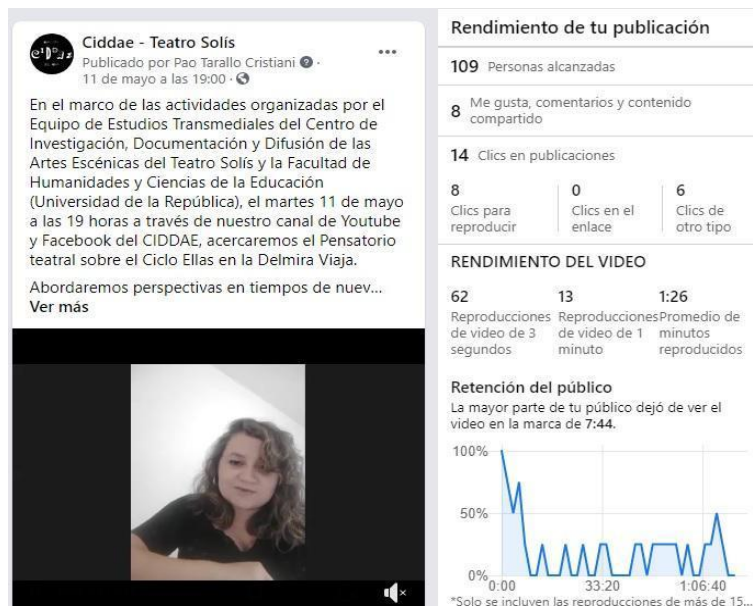 Ciddae - Teatro Solís
Publicado por Pao Tarallo Cristiani
11 de mayo a las 19:00 ·
En el marco de las actividades organizadas por el
Equipo de Estudios Transmediales del Centro de
Investigación, Documentación y Difusión de las
Artes Escénicas del Teatro Solís y la Facultad de
Humanidades y Ciencias de la Educación
(Universidad de la República), el martes 11 de mayo
a las 19 horas a través de nuestro canal de Youtube
y Facebook del CIDDAE, acercaremos el Pensatorio
teatral sobre el Ciclo Ellas en la Delmira Viaja.
Abordaremos perspectivas en tiempos de nuev...
Ver más
Rendimiento de tu publicación
109 Personas alcanzadas
8 Me gusta, comentarios y contenido
compartido
14 Clics en publicaciones
8 0 6
Clics para Clics en el Clics de
reproducir enlace otro tipo
RENDIMIENTO DEL VIDEO
62 13 1:26
Reproducciones Reproducciones Promedio de
de video de 3 de video de 1 minutos
segundos minuto reproducidos
Retención del público
La mayor parte de tu público dejó de ver el
video en la marca de 7:44.
100%
50%
0%
0:00 33:20 1:06:40
*Solo se incluyen las reproducciones de más de 15...